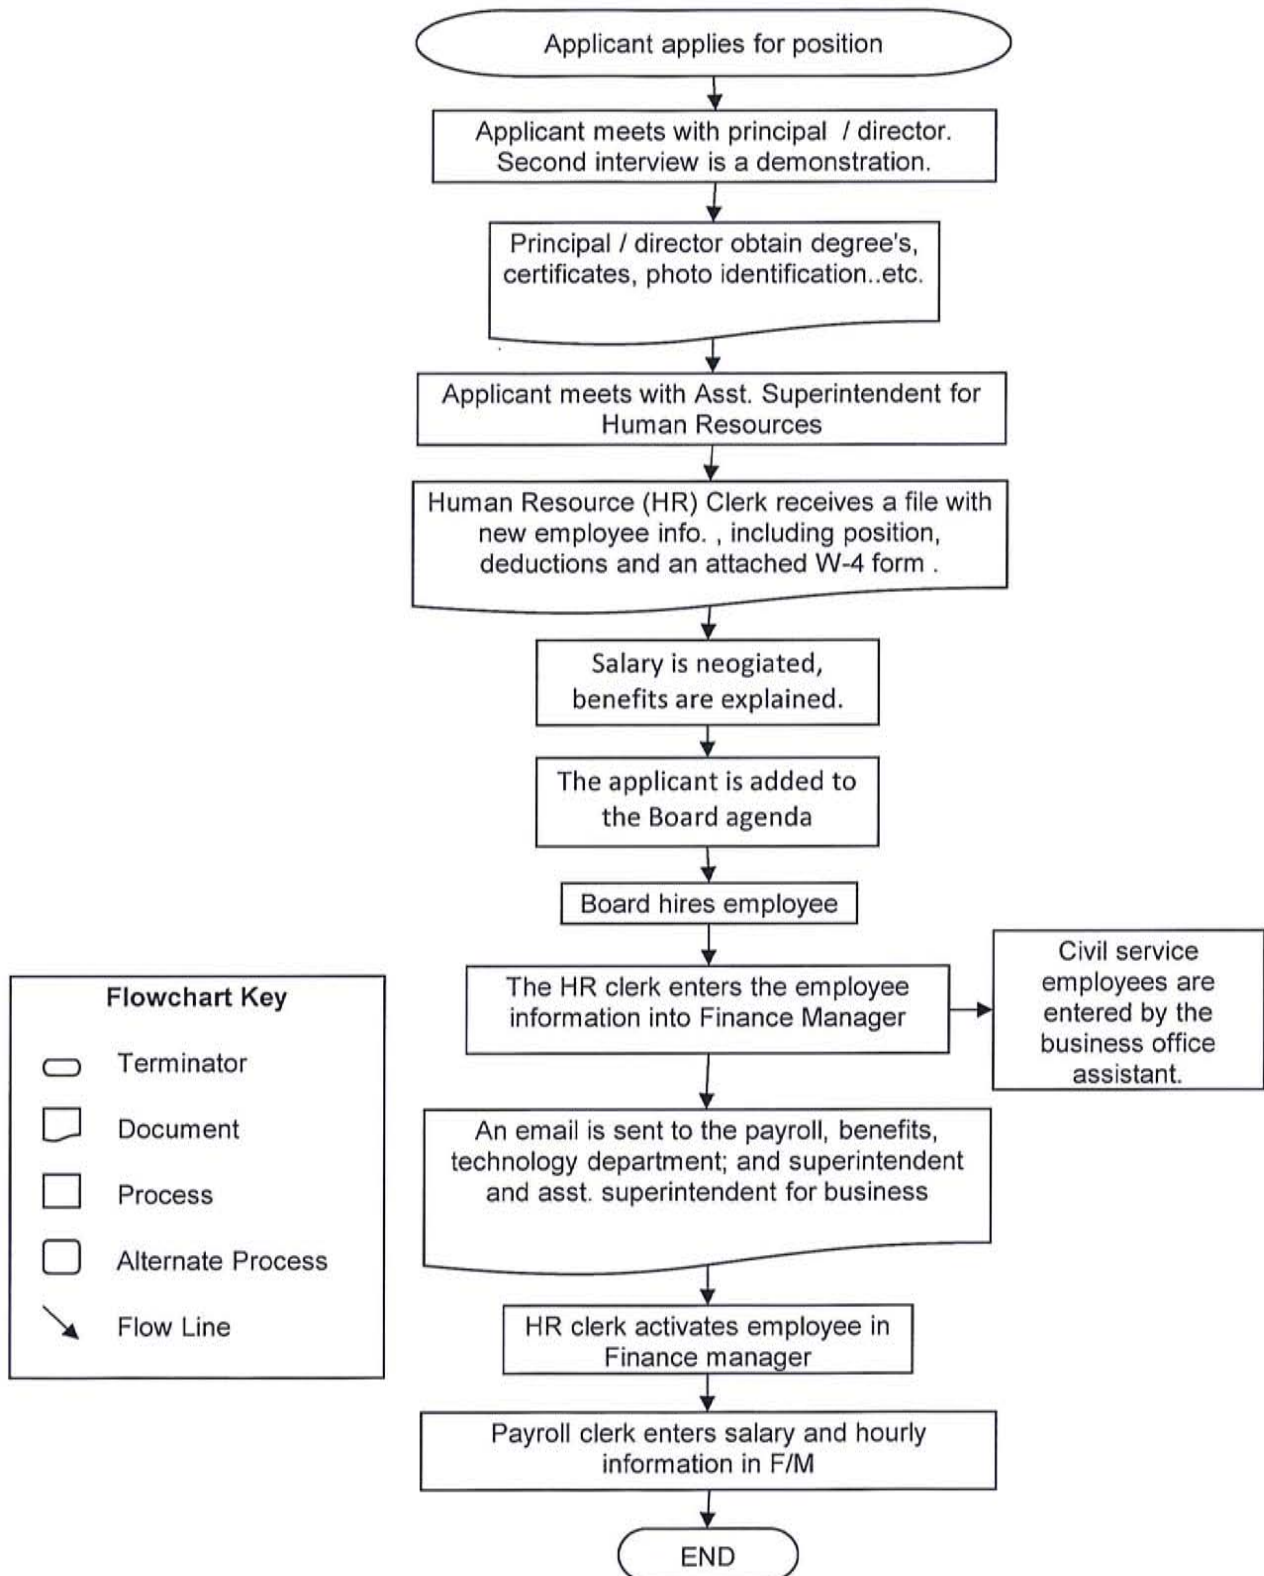 Applicant applies for position
Applicant meets with principal / director.
Second interview is a demonstration.
Principal / director obtain degree's,
certificates, photo identification..etc.
Applicant meets with Asst. Superintendent for
Human Resources
Human Resource (HR) Clerk receives a file with
new employee info. , including position,
deductions and an attached W-4 form .
Salary is neogiated,
benefits are explained.
The applicant is added to
the Board agenda
Board hires employee
The HR clerk enters the employee
information into Finance Manager
Civil service
employees are
entered by the
business office
assistant.
An email is sent to the payroll, benefits,
technology department; and superintendent
and asst. superintendent for business
HR clerk activates employee in
Finance manager
Payroll clerk enters salary and hourly
information in F/M
END
Flowchart Key
Terminator
Document
Process
Alternate Process
Flow Line